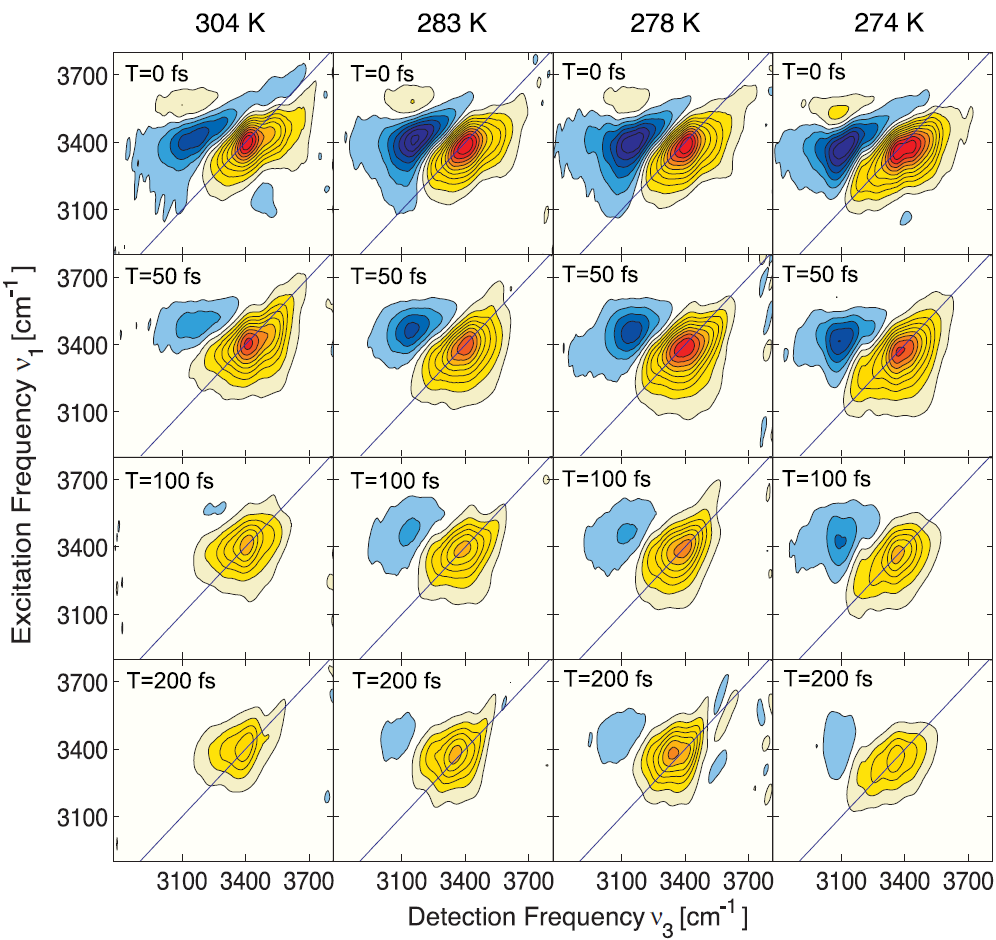 304 K 283 K 278 K 274 K
3700 T=0 fs T=0 fs T=0 fs T=0 fs
3400
3100
3700 T=50 fs T=50 fs T=50 fs T=50 fs
3400
3100
3700 T=100 fs T=100 fs T=100 fs T=100 fs
3400
3100
3700 T=200 fs T=200 fs T=200 fs T=200 fs
3400
3100
3100 3400 3700 3100 3400 3700 3100 3400 3700 3100 3400 3700
Excitation Frequency ν1 [cm-1]
Detection Frequency ν3 [cm-1]